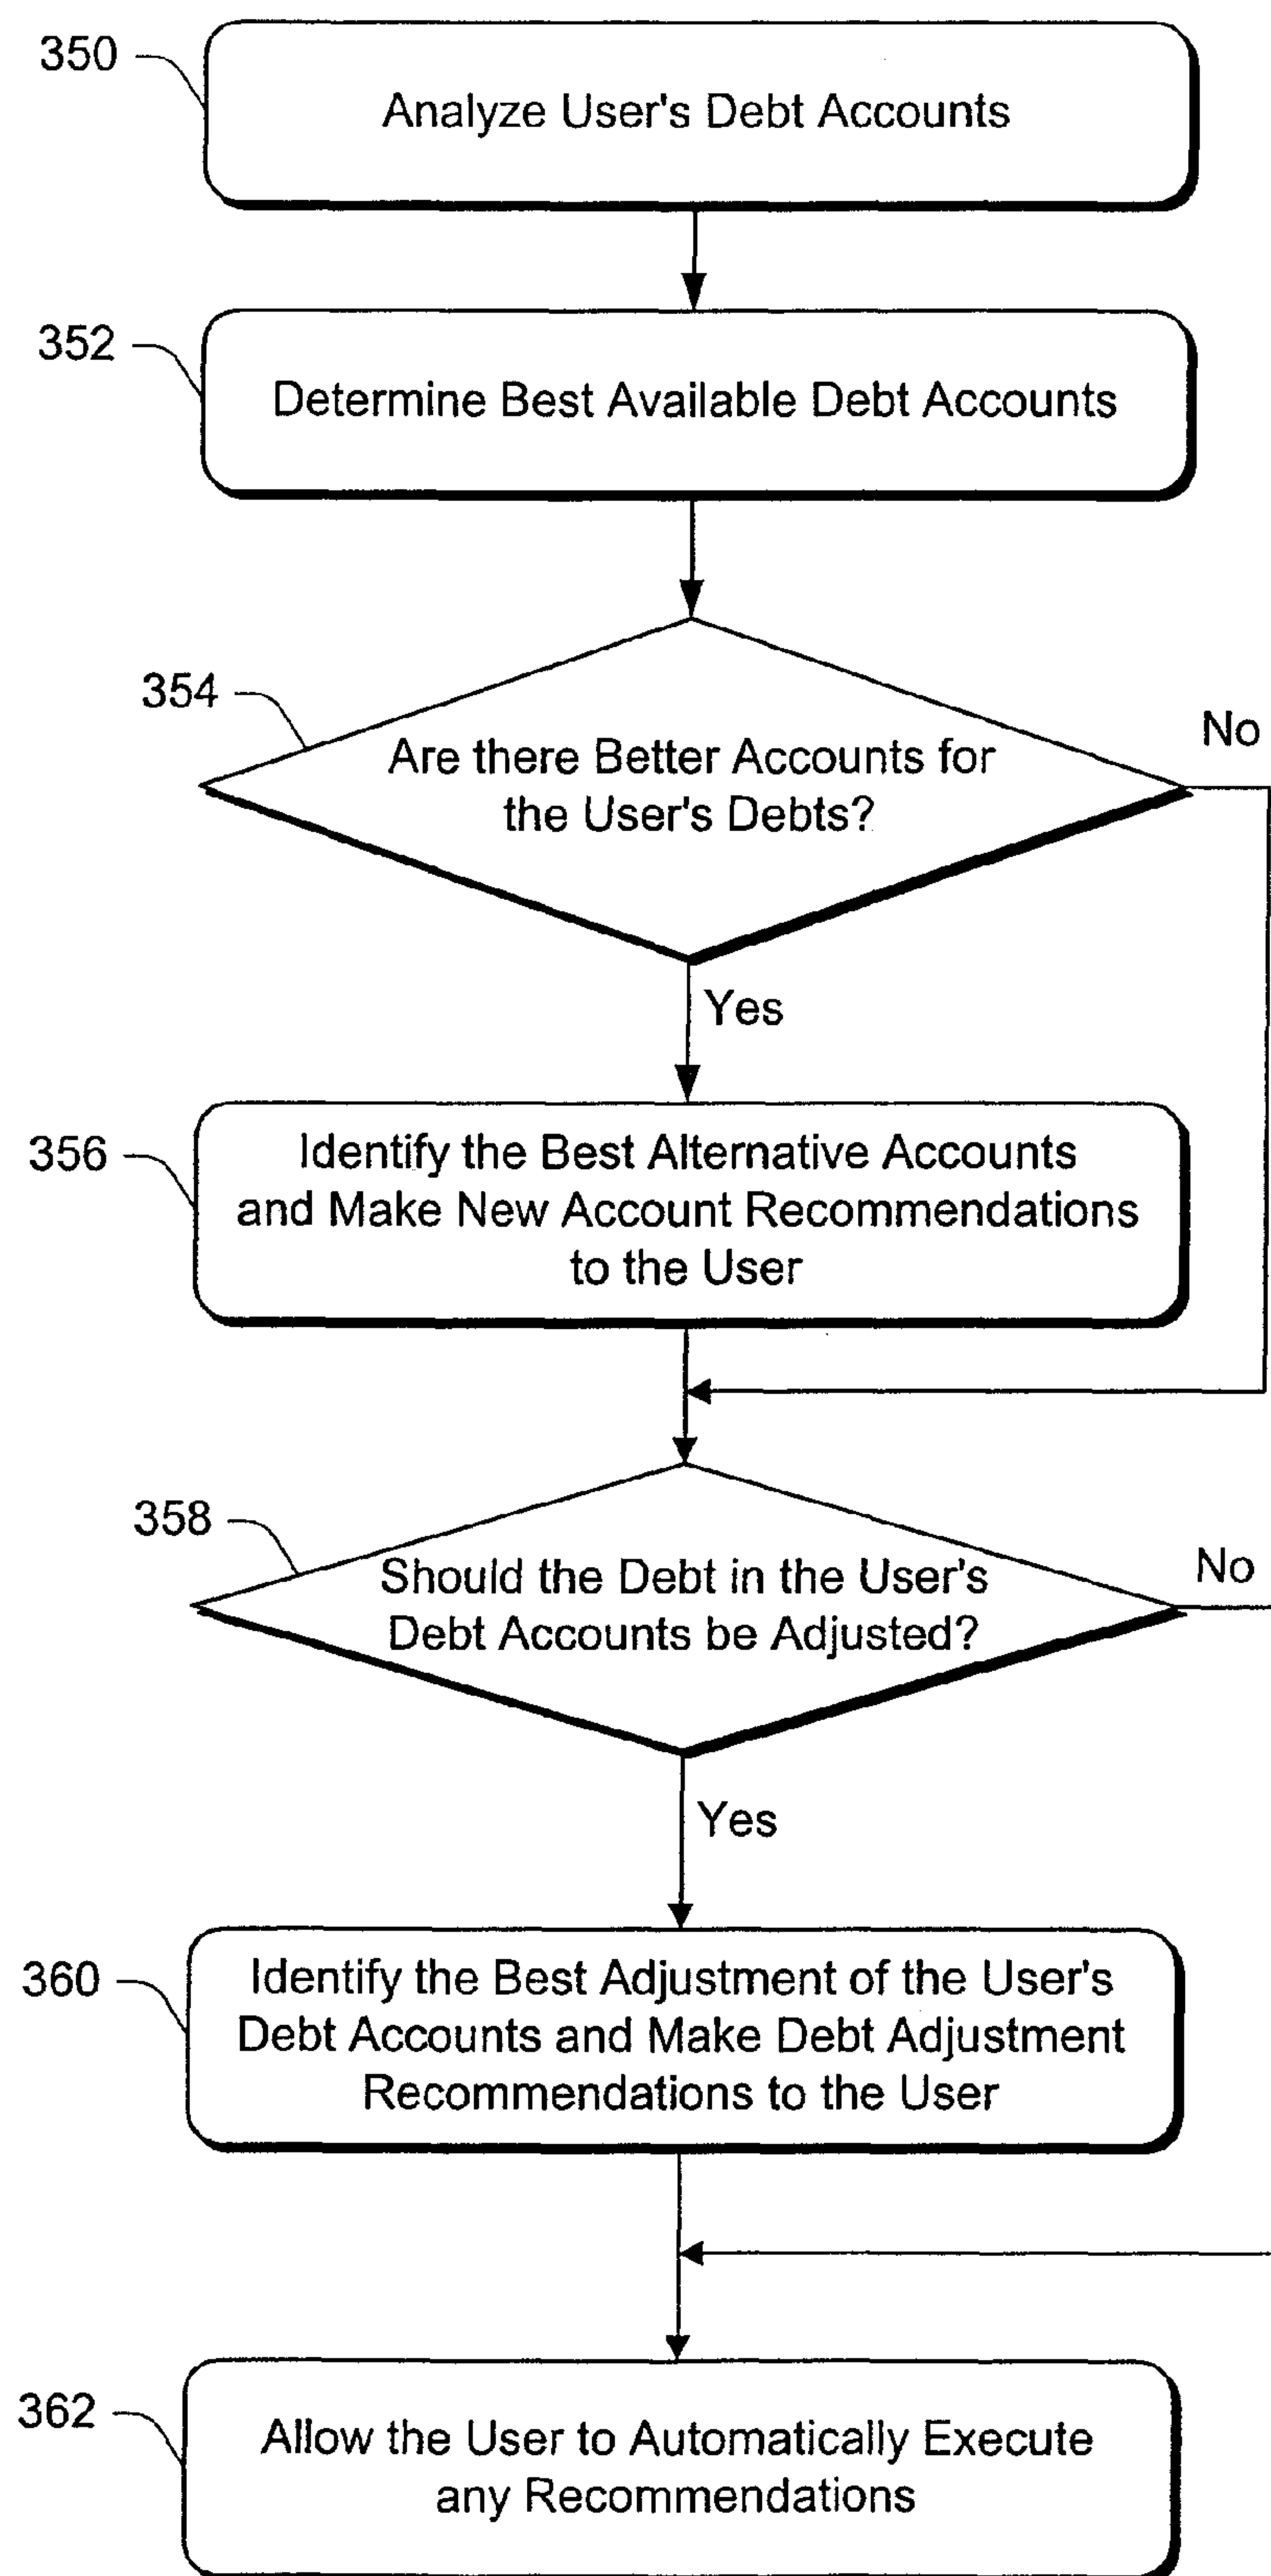 350
Analyze User's Debt Accounts
352
Determine Best Available Debt Accounts
354
Are there Better Accounts for
the User's Debts?
No
Yes
356
Identify the Best Alternative Accounts
and Make New Account Recommendations
to the User
358
Should the Debt in the User's
Debt Accounts be Adjusted?
No
Yes
360
Identify the Best Adjustment of the User's
Debt Accounts and Make Debt Adjustment
Recommendations to the User
362
Allow the User to Automatically Execute
any Recommendations